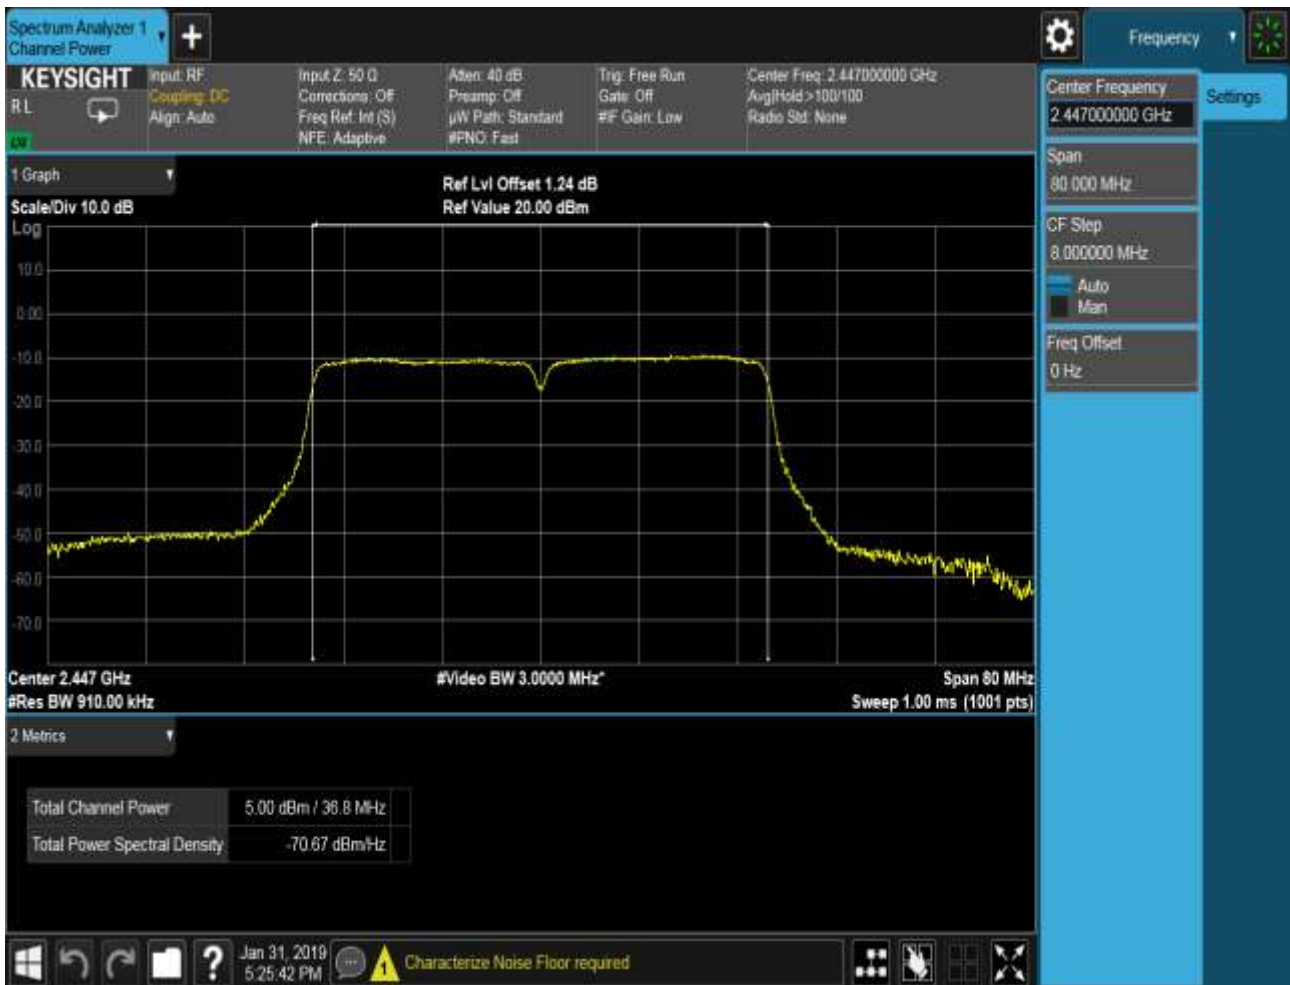 Spectrum Analyzer 1
Channel Power
Frequency
KEYSIGHT
R L
Input: RF
Coupling: DC
Align: Auto
Input Z: 50 Ω
Corrections: Off
Freq Ref: Int (S)
NFE: Adaptive
Atten: 40 dB
Preamp: Off
µW Path: Standard
#PNO: Fast
Trig: Free Run
Gate: Off
#IF Gain: Low
Center Freq: 2.447000000 GHz
Avg|Hold:>100/100
Radio Std: None
Center Frequency
2.447000000 GHz
Settings
Span
80.000 MHz
CF Step
8.000000 MHz
Auto
Man
Freq Offset
0 Hz
1 Graph
Scale/Div 10.0 dB
Ref Lvl Offset 1.24 dB
Ref Value 20.00 dBm
Log
10.0
0.00
-10.0
-20.0
-30.0
-40.0
-50.0
-60.0
-70.0
Center 2.447 GHz
#Video BW 3.0000 MHz*
Span 80 MHz
#Res BW 910.00 kHz
Sweep 1.00 ms (1001 pts)
2 Metrics
Total Channel Power
5.00 dBm / 36.8 MHz
Total Power Spectral Density
-70.67 dBm/Hz
?
Jan 31, 2019
5:25:42 PM
1
Characterize Noise Floor required